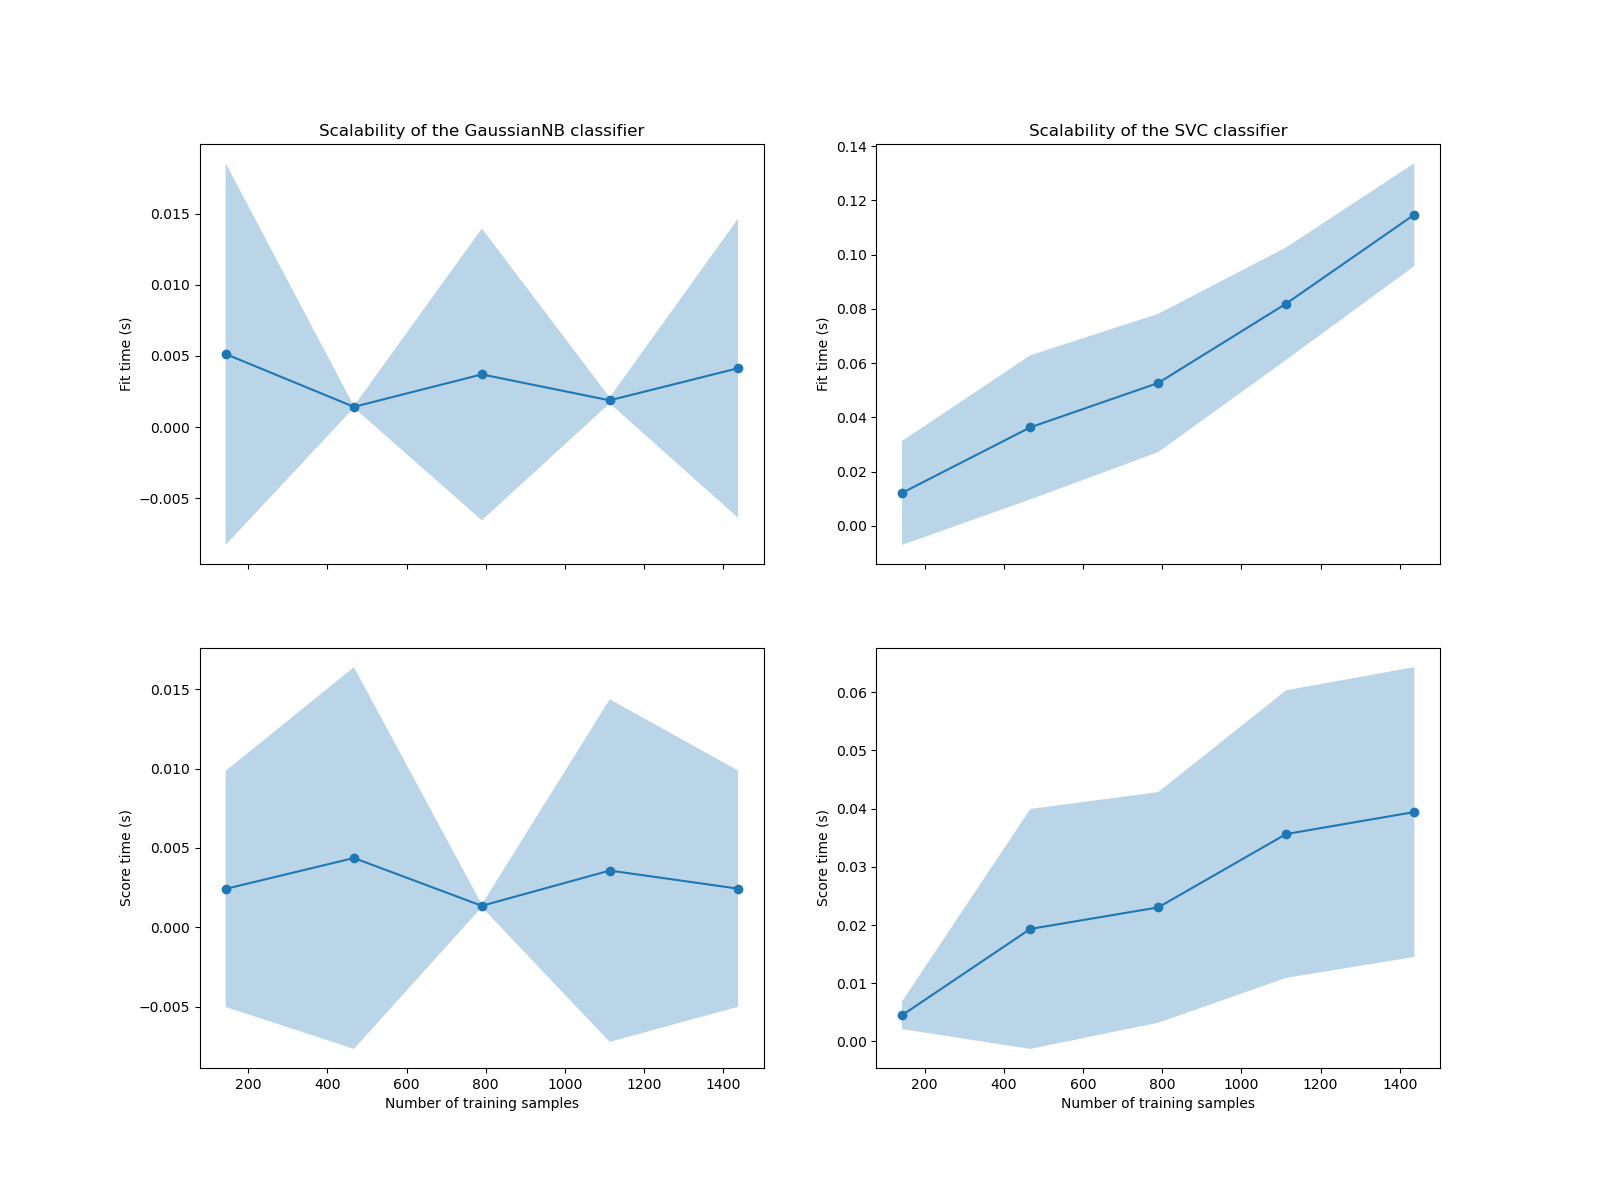 Scalability of the GaussianNB classifier
Scalability of the SVC classifier
Fit time (s)
0.015
0.010
0.005
0.000
−0.005
Fit time (s)
0.14
0.12
0.10
0.08
0.06
0.04
0.02
0.00
Score time (s)
0.015
0.010
0.005
0.000
−0.005
200 400 600 800 1000 1200 1400
Number of training samples
Score time (s)
0.06
0.05
0.04
0.03
0.02
0.01
0.00
200 400 600 800 1000 1200 1400
Number of training samples